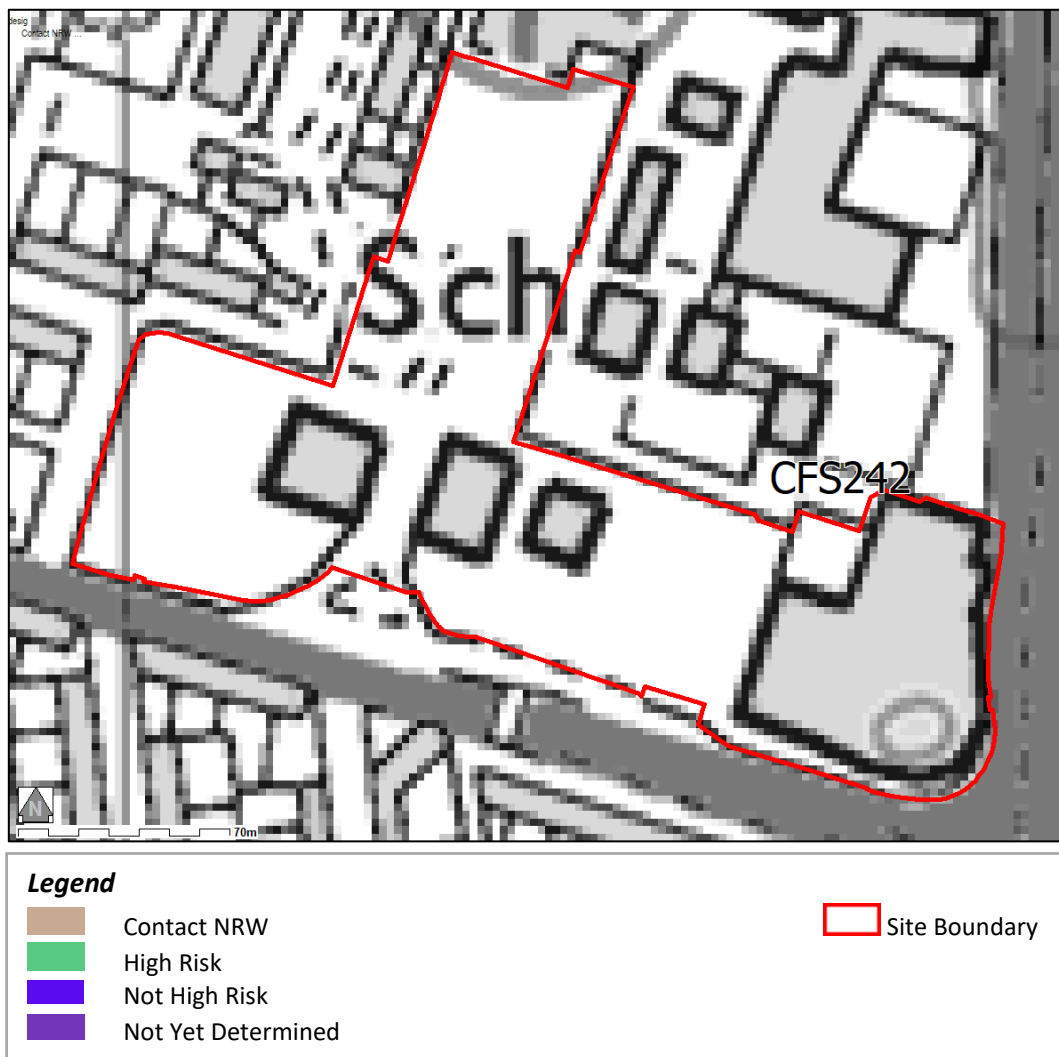 desig
Contact NRW ...
Sch
CFS242
N
70m
Legend
Contact NRW
High Risk
Not High Risk
Not Yet Determined
Site Boundary